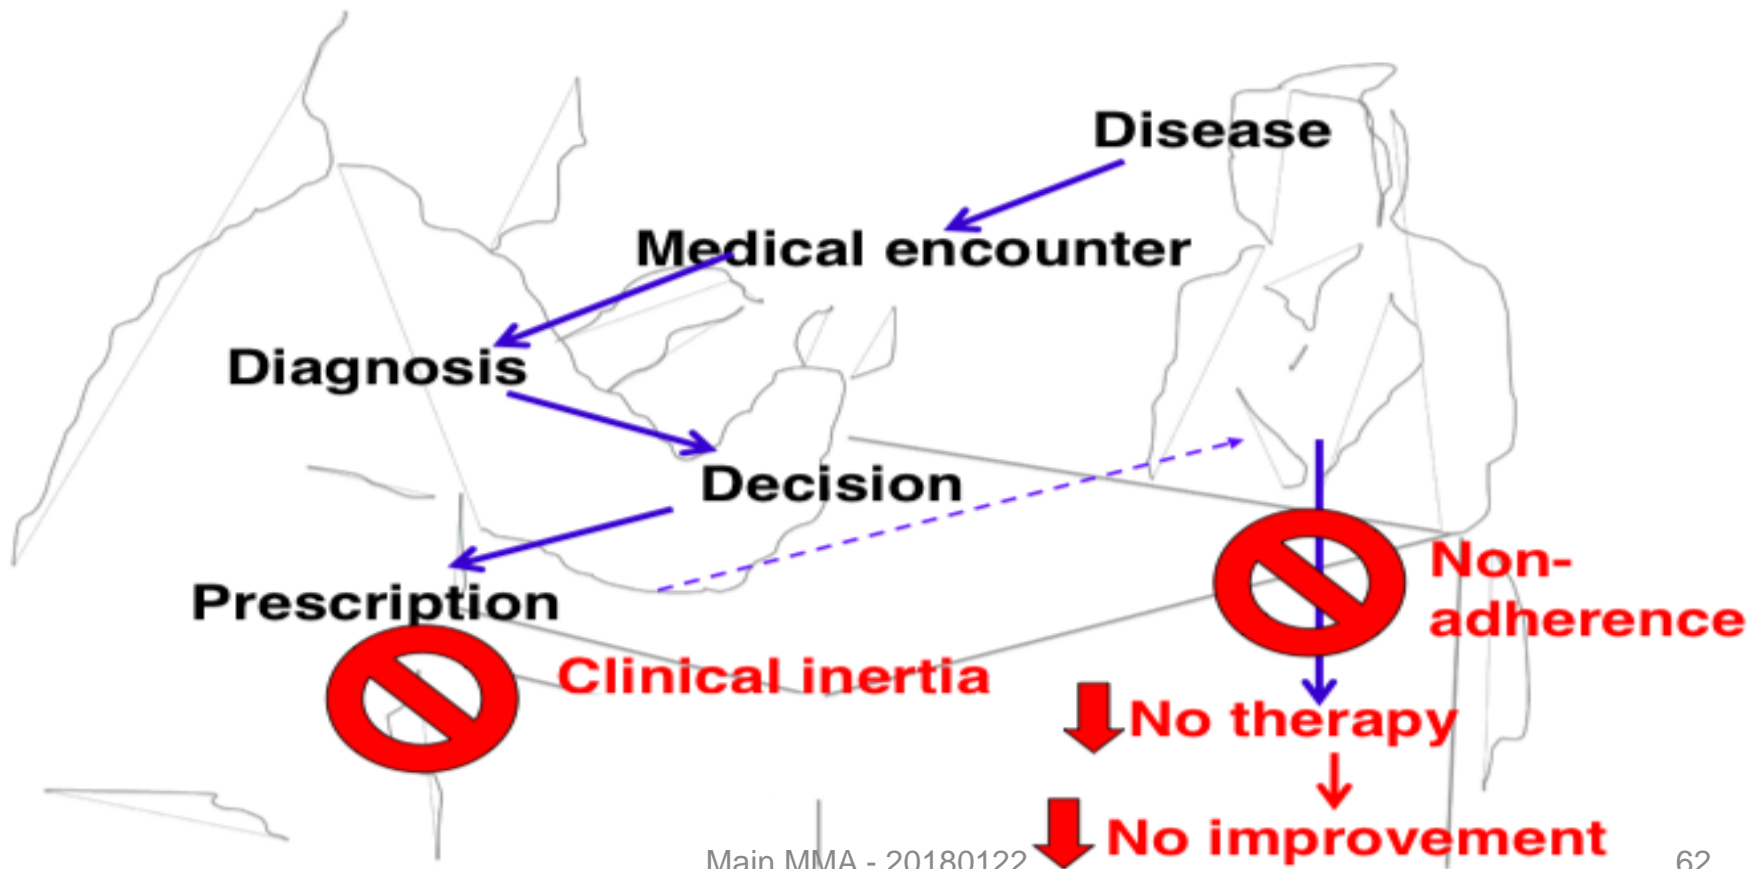 Disease
Medical encounter
Diagnosis
Decision
Prescription
Non-
adherence
Clinical inertia
No therapy
No improvement
Main MMA - 20180122
62